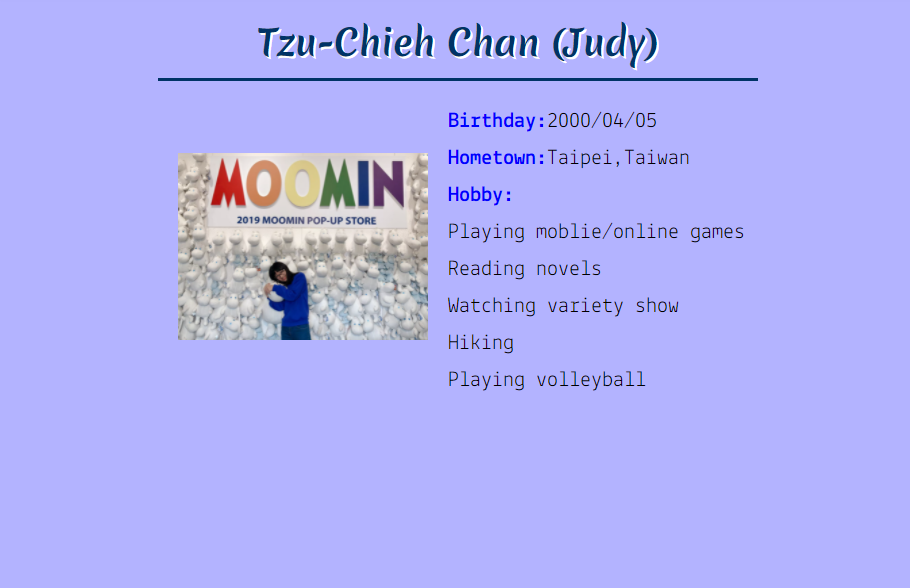 Tzu-Chieh Chan (Judy)
MOOMIN
2019 MOOMIN POP-UP STORE
Birthday:2000/04/05
Hometown:Taipei,Taiwan
Hobby:
Playing moblie/online games
Reading novels
Watching variety show
Hiking
Playing volleyball